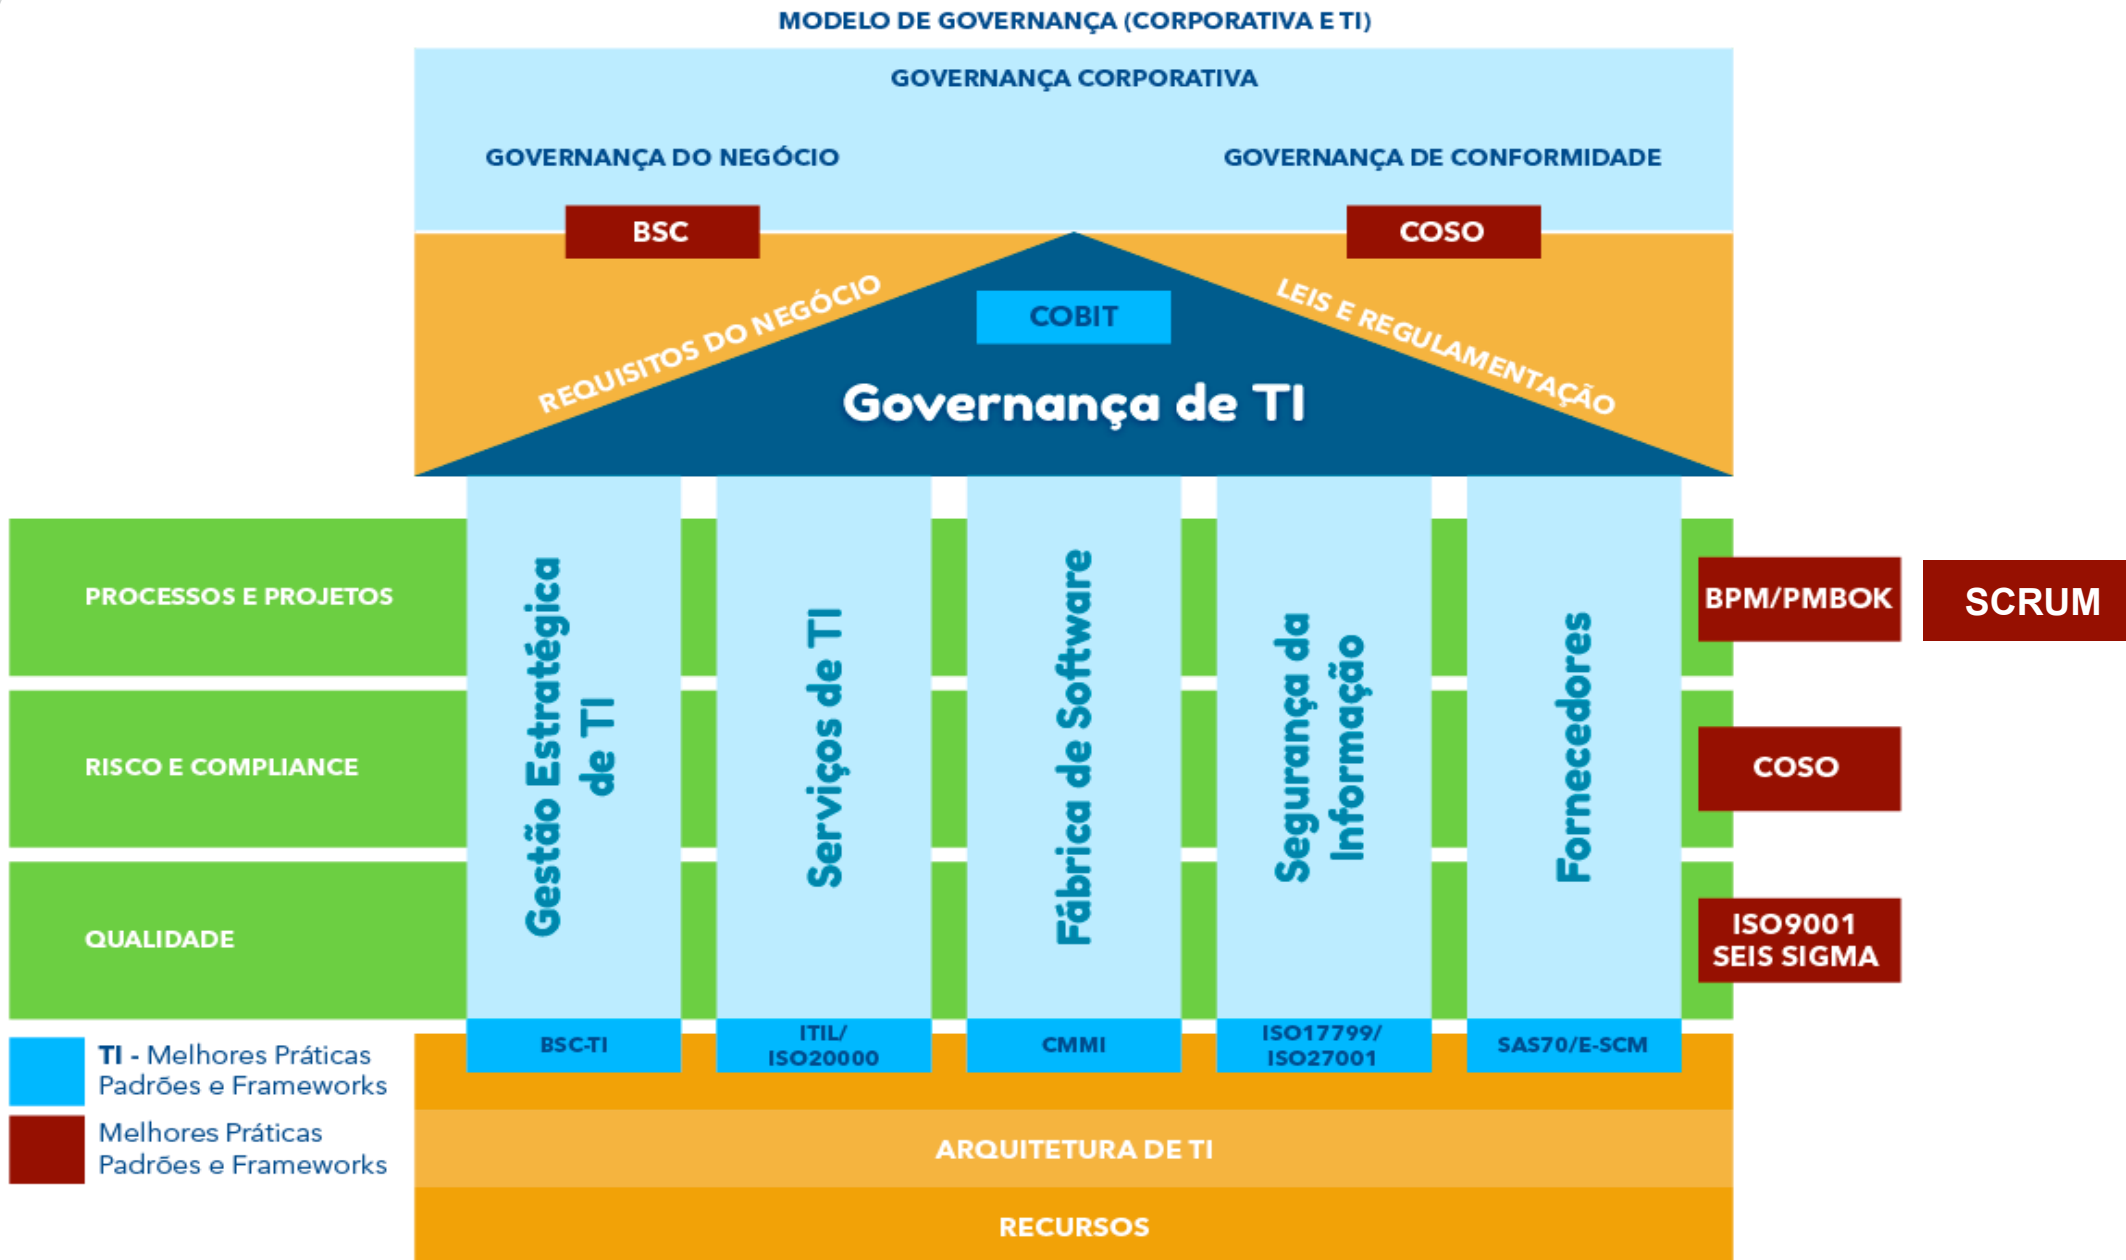 MODELO DE GOVERNANÇA (CORPORATIVA E TI)
GOVERNANÇA CORPORATIVA
GOVERNANÇA DO NEGÓCIO
GOVERNANÇA DE CONFORMIDADE
BSC
COSO
REQUISITOS DO NEGÓCIO
COBIT
LEIS E REGULAMENTAÇÃO
Governança de TI
PROCESSOS E PROJETOS
RISCO E COMPLIANCE
QUALIDADE
Gestão Estratégica
de TI
Serviços de TI
Fábrica de Software
Segurança da
Informação
Fornecedores
BPM/PMBOK
SCRUM
COSO
ISO9001
SEIS SIGMA
BSC-TI
ITIL/
ISO20000
CMMI
ISO17799/
ISO27001
SAS70/E-SCM
TI - Melhores Práticas
Padrões e Frameworks
Melhores Práticas
Padrões e Frameworks
ARQUITETURA DE TI
RECURSOS